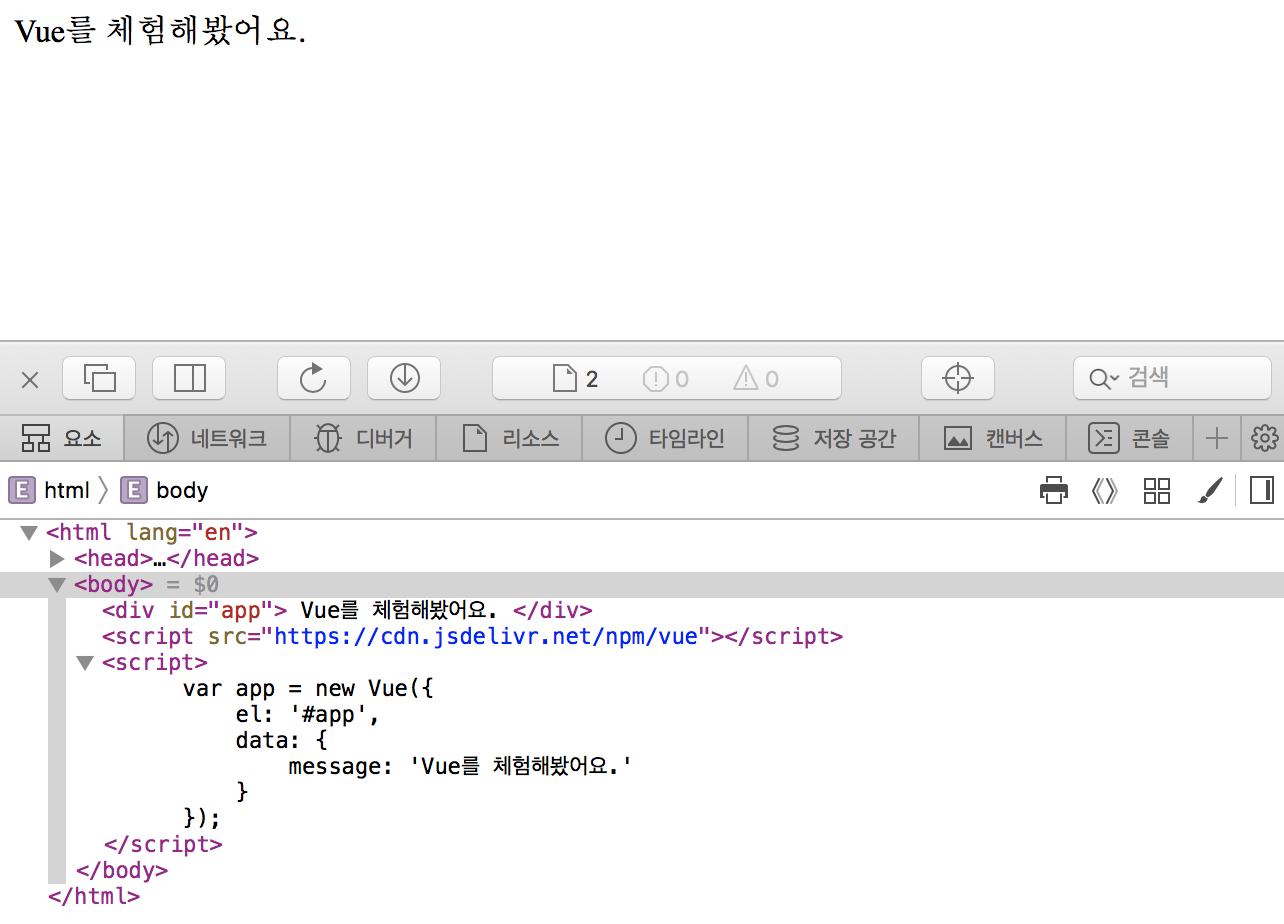 Vue를 체험해봤어요.
2 0 0 검색
요소 네트워크 디버거 리소스 타임라인 저장 공간 캔버스 콘솔
E html E body
<html lang="en">
<head>…</head>
<body> = $0
<div id="app"> Vue를 체험해봤어요. </div>
<script src="https://cdn.jsdelivr.net/npm/vue"></script>
<script>
var app = new Vue({
el: '#app',
data: {
message: 'Vue를 체험해봤어요.'
}
});
</script>
</body>
</html>